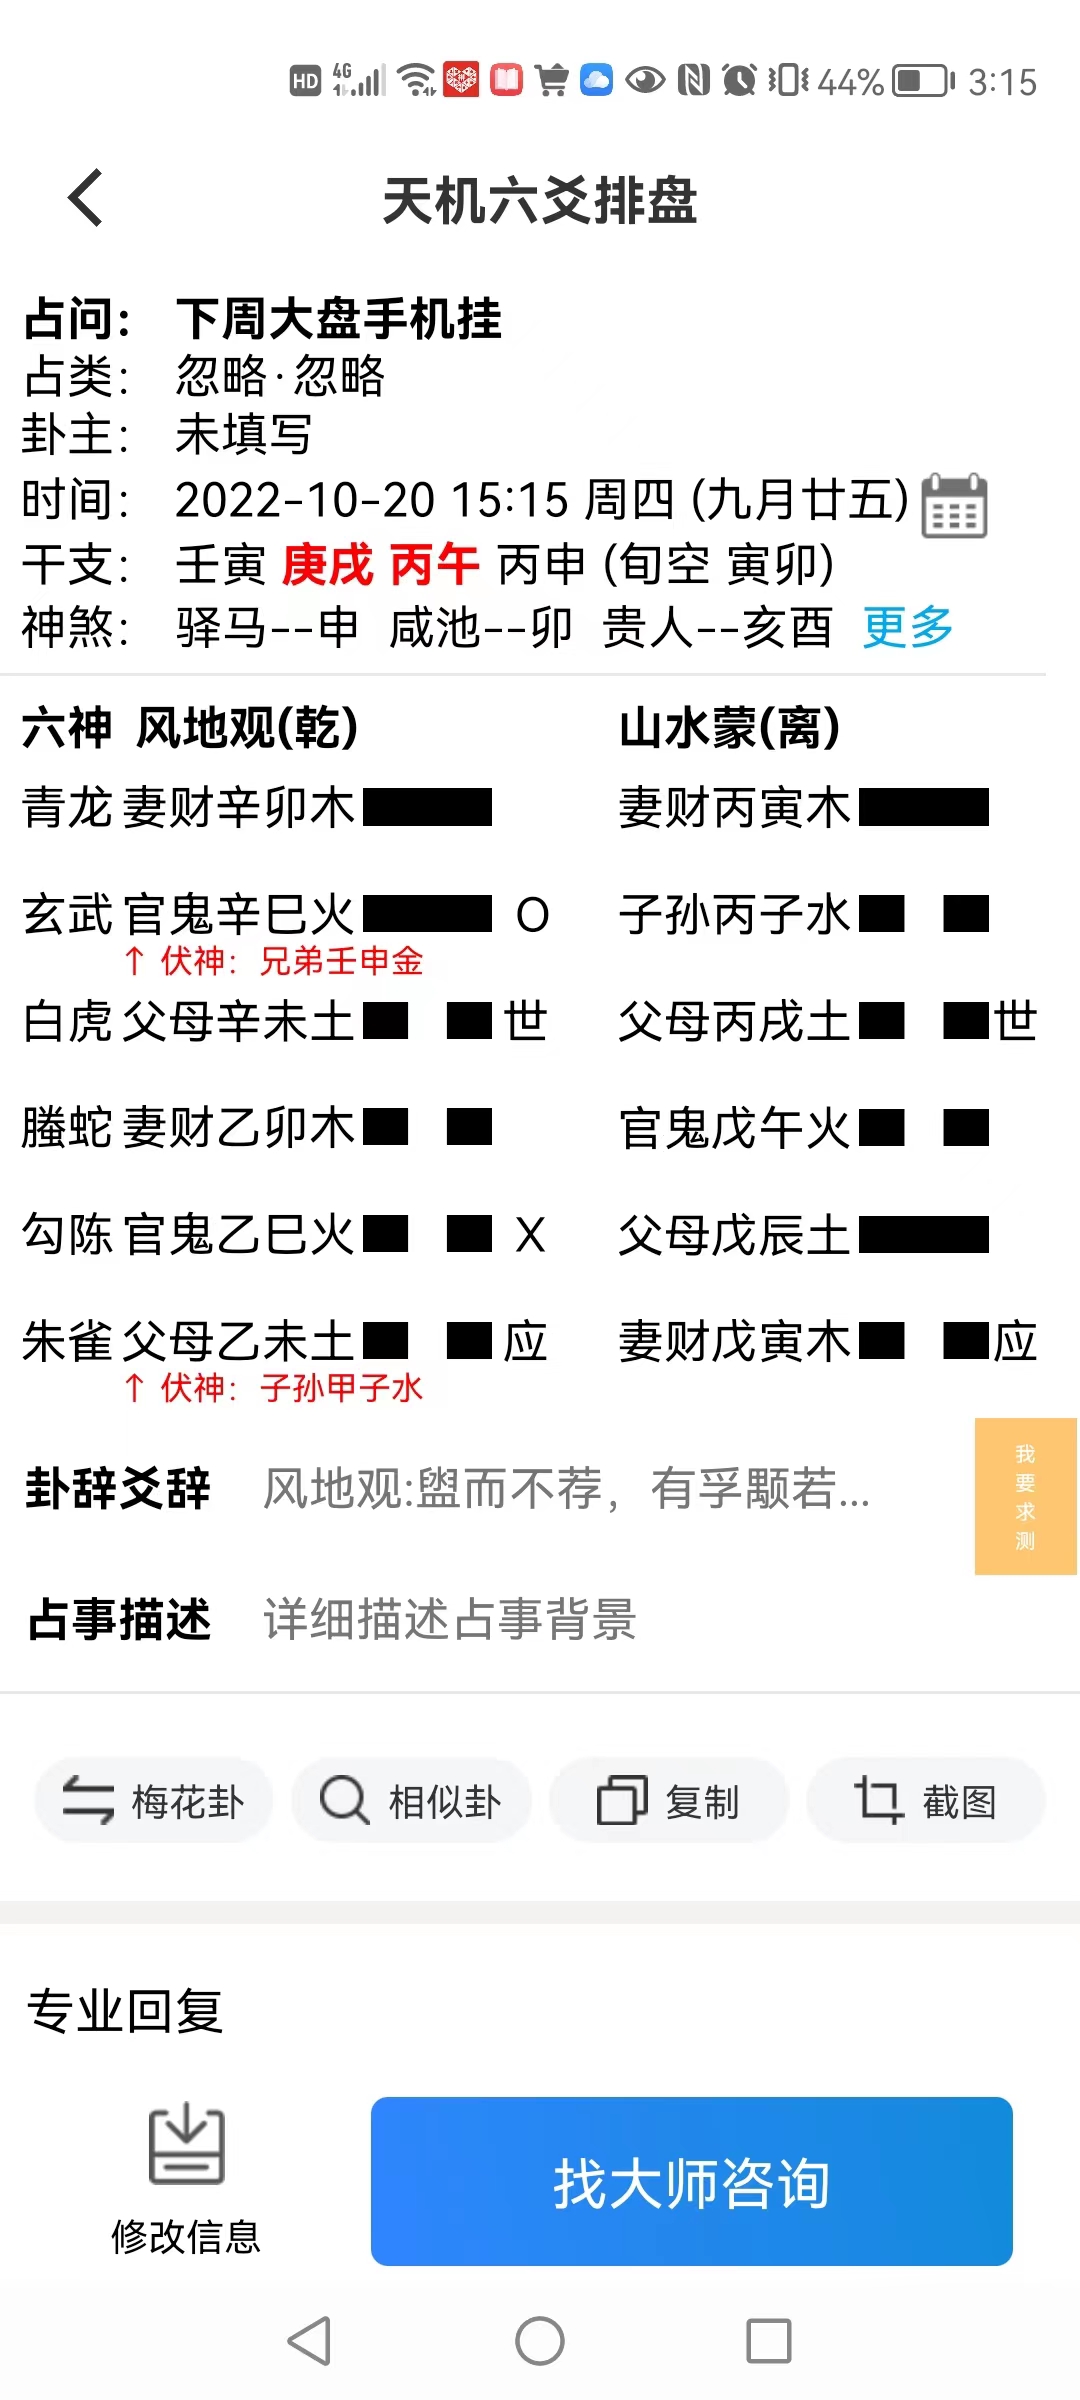 HD 4G 44% 3:15
天机六爻排盘
占问： 下周大盘手机挂
占类： 忽略·忽略
卦主： 未填写
时间： 2022-10-20 15:15 周四 (九月廿五)
干支： 壬寅 庚戌 丙午 丙申 (旬空 寅卯)
神煞： 驿马--申 咸池--卯 贵人--亥酉 更多
六神 风地观(乾) 山水蒙(离)
青龙 妻财辛卯木 妻财丙寅木
玄武 官鬼辛巳火 O 子孙丙子水
↑ 伏神：兄弟壬申金
白虎 父母辛未土 世 父母丙戌土 世
螣蛇 妻财乙卯木 官鬼戊午火
勾陈 官鬼乙巳火 X 父母戊辰土
朱雀 父母乙未土 应 妻财戊寅木 应
↑ 伏神：子孙甲子水
卦辞爻辞 风地观:盥而不荐，有孚颙若...
我要求测
占事描述 详细描述占事背景
梅花卦 相似卦 复制 截图
专业回复
修改信息 找大师咨询